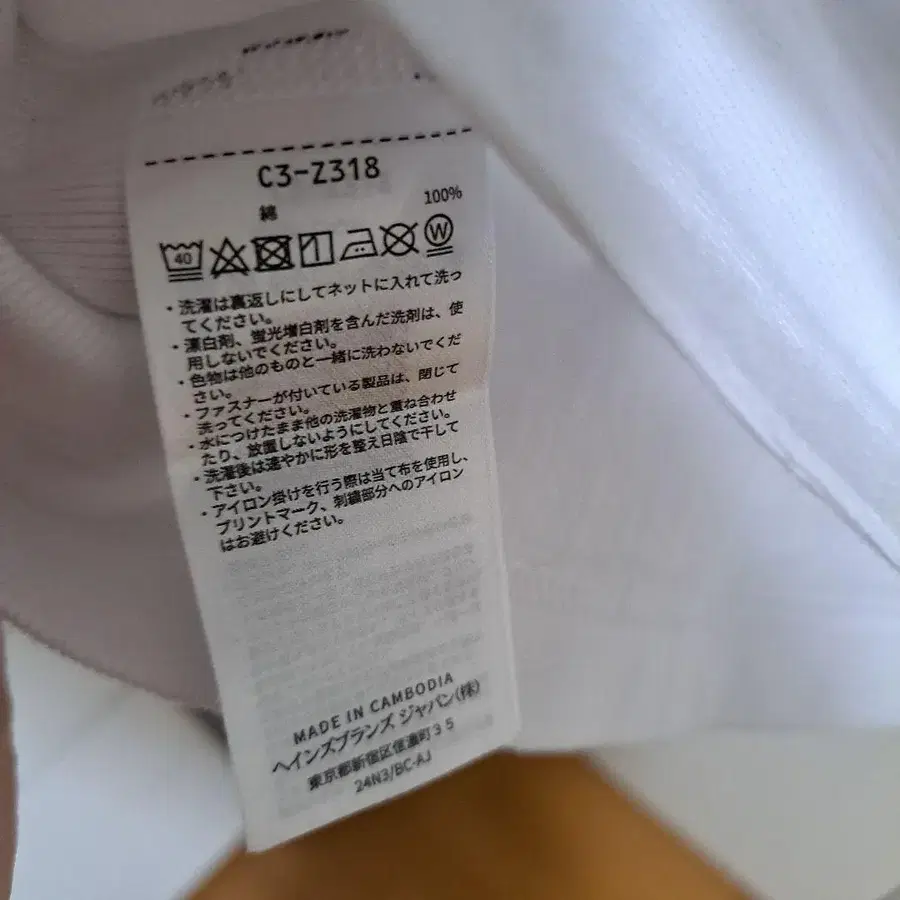 C3-Z318
綿 100%
40 W
・洗濯は裏返しにしてネットに入れて洗っ
てください。
・漂白剤、蛍光増白剤を含んだ洗剤は、使
用しないでください。
・色物は他のものと一緒に洗わないでくだ
さい。
・ファスナーが付いている製品は、閉じて
洗ってください。
・水につけたまま他の洗濯物と重ね合わせ
たり、放置しないようにしてください。
・洗濯後は速やかに形を整え日陰で干して
下さい。
・アイロン掛けを行う際は当て布を使用し、
プリントマーク、刺繍部分へのアイロン
はお避けください。
MADE IN CAMBODIA
ヘインズブランズ ジャパン(株)
東京都新宿区信濃町35
24N3/BC-AJ